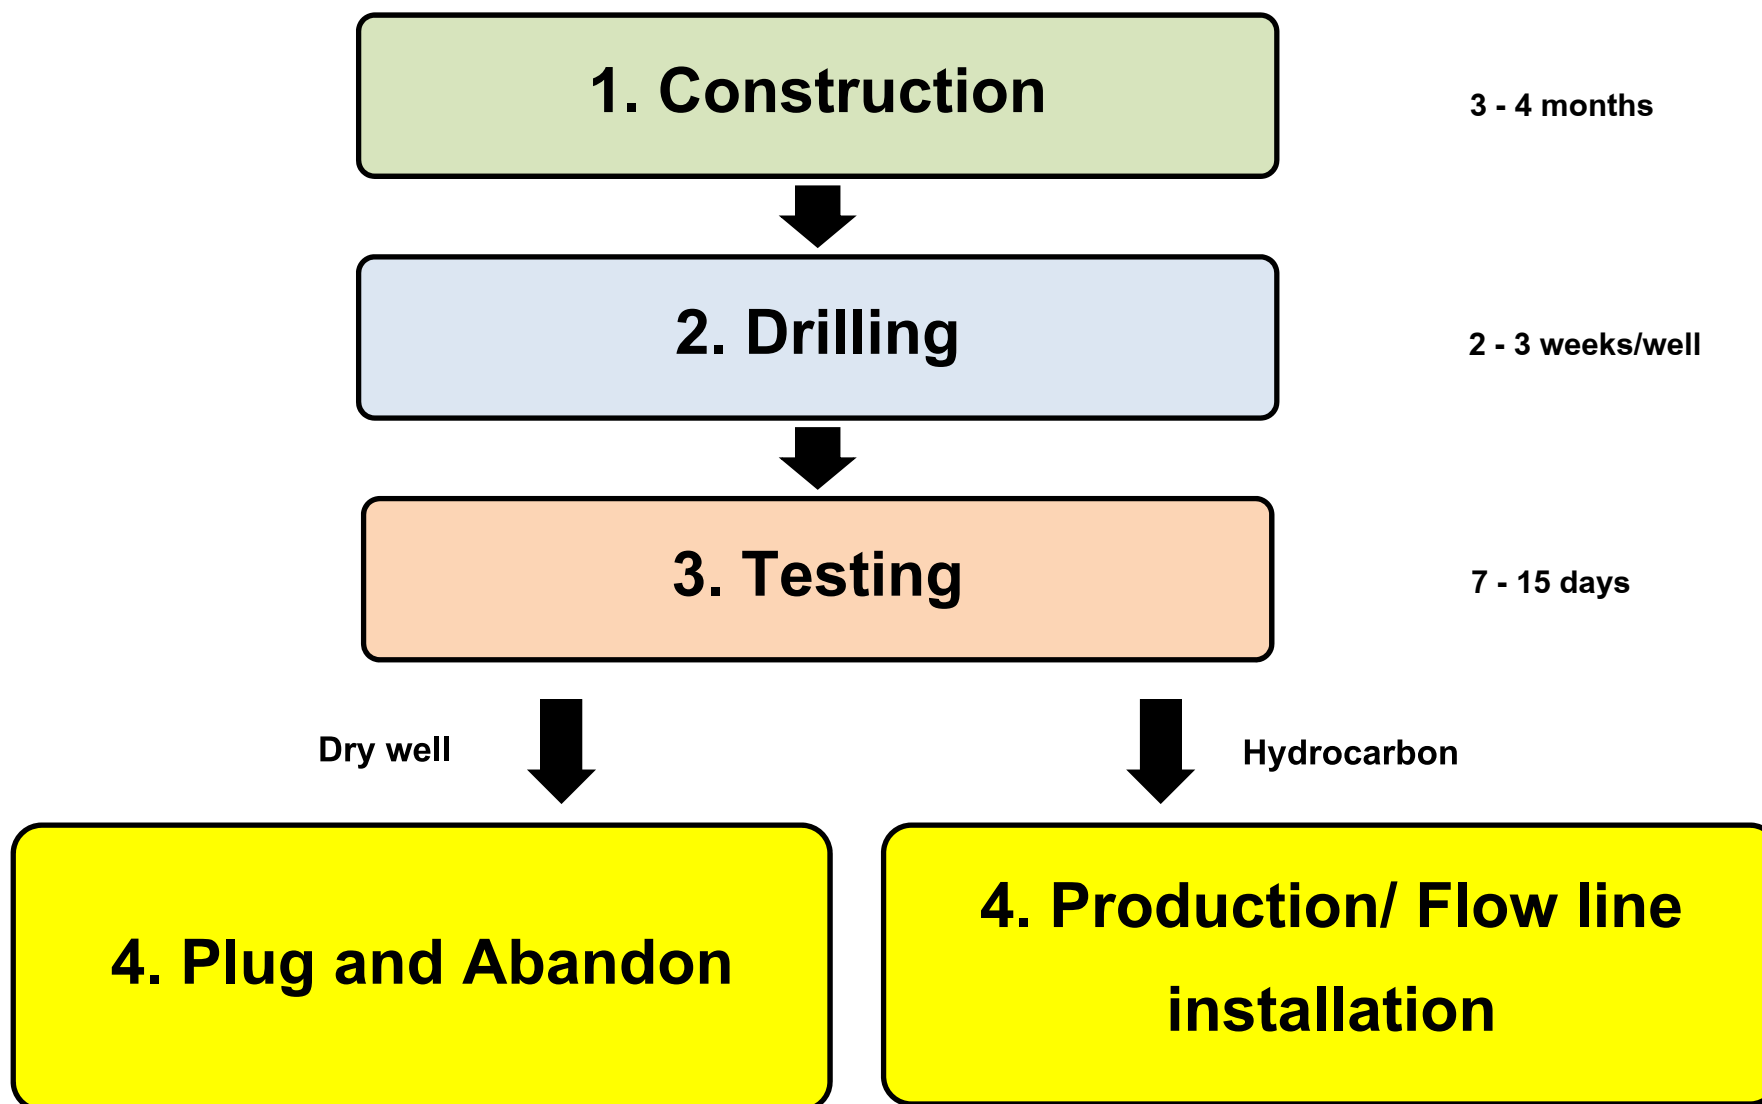 1. Construction
3 - 4 months
2. Drilling
2 - 3 weeks/well
3. Testing
7 - 15 days
Dry well
Hydrocarbon
4. Plug and Abandon
4. Production/ Flow line
installation